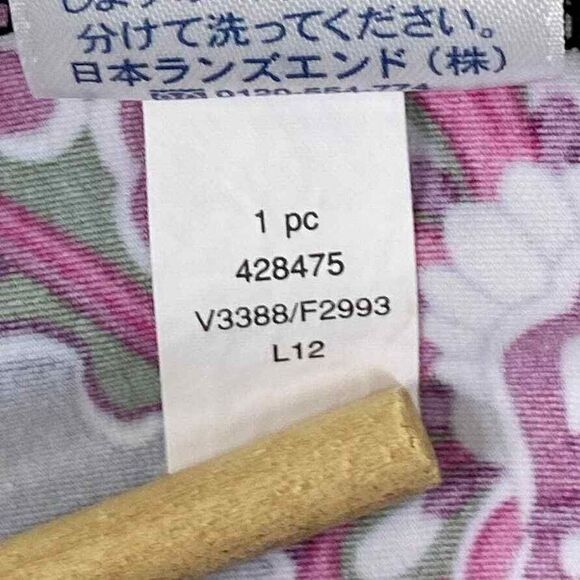 分けて洗ってください。
日本ランズエンド（株）
1 pc
428475
V3388/F2993
L12